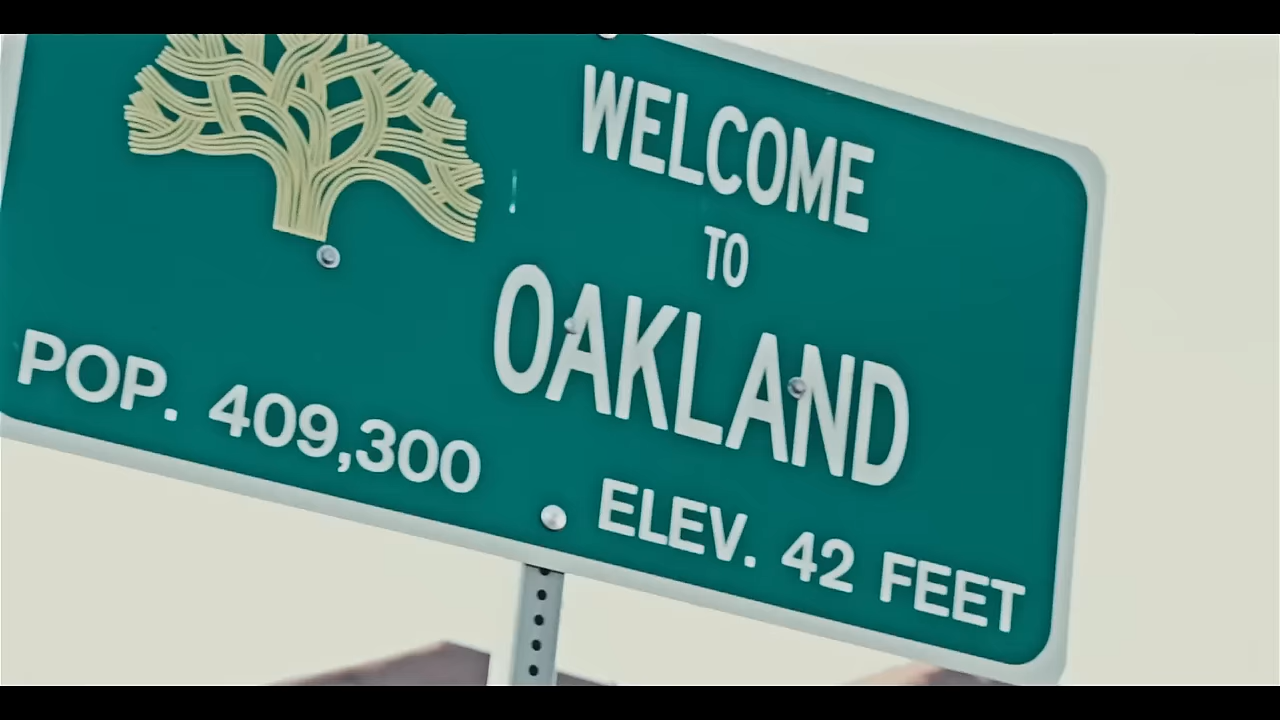 WELCOME
TO
OAKLAND
POP. 409,300
ELEV. 42 FEET